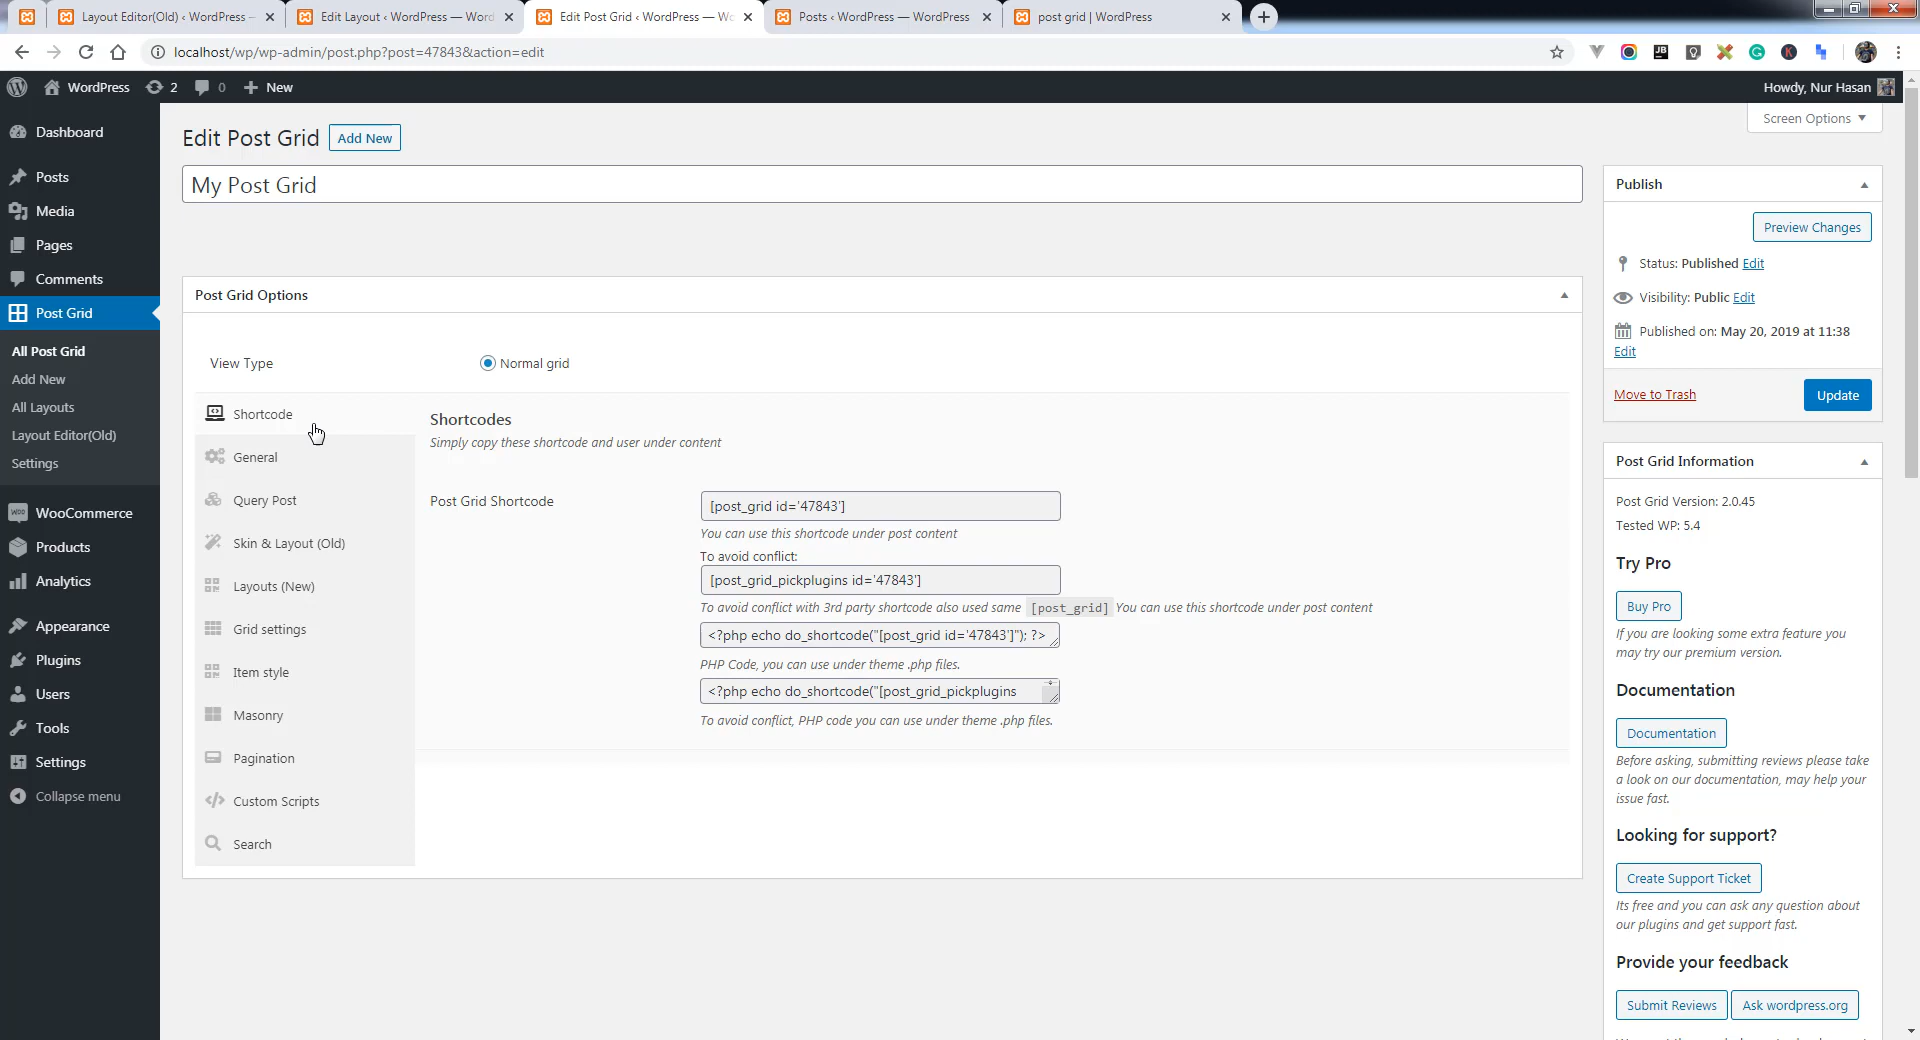 Layout Editor(Old) ‹ WordPress
Edit Layout ‹ WordPress — Word
Edit Post Grid ‹ WordPress — Wo
Posts ‹ WordPress — WordPress
post grid | WordPress
localhost/wp/wp-admin/post.php?post=47843&action=edit
WordPress
2
0
New
Howdy, Nur Hasan
Screen Options
Dashboard
Posts
Media
Pages
Comments
Post Grid
All Post Grid
Add New
All Layouts
Layout Editor(Old)
Settings
WooCommerce
Products
Analytics
Appearance
Plugins
Users
Tools
Settings
Collapse menu
Edit Post Grid
Add New
My Post Grid
Post Grid Options
View Type
Normal grid
Shortcode
General
Query Post
Skin & Layout (Old)
Layouts (New)
Grid settings
Item style
Masonry
Pagination
Custom Scripts
Search
Shortcodes
Simply copy these shortcode and user under content
Post Grid Shortcode
[post_grid id='47843']
You can use this shortcode under post content
To avoid conflict:
[post_grid_pickplugins id='47843']
To avoid conflict with 3rd party shortcode also used same [post_grid] You can use this shortcode under post content
<?php echo do_shortcode("[post_grid id='47843']"); ?>
PHP Code, you can use under theme .php files.
<?php echo do_shortcode("[post_grid_pickplugins
To avoid conflict, PHP code you can use under theme .php files.
Publish
Preview Changes
Status: Published Edit
Visibility: Public Edit
Published on: May 20, 2019 at 11:38
Edit
Move to Trash
Update
Post Grid Information
Post Grid Version: 2.0.45
Tested WP: 5.4
Try Pro
Buy Pro
If you are looking some extra feature you
may try our premium version.
Documentation
Documentation
Before asking, submitting reviews please take
a look on our documentation, may help your
issue fast.
Looking for support?
Create Support Ticket
Its free and you can ask any question about
our plugins and get support fast.
Provide your feedback
Submit Reviews
Ask wordpress.org